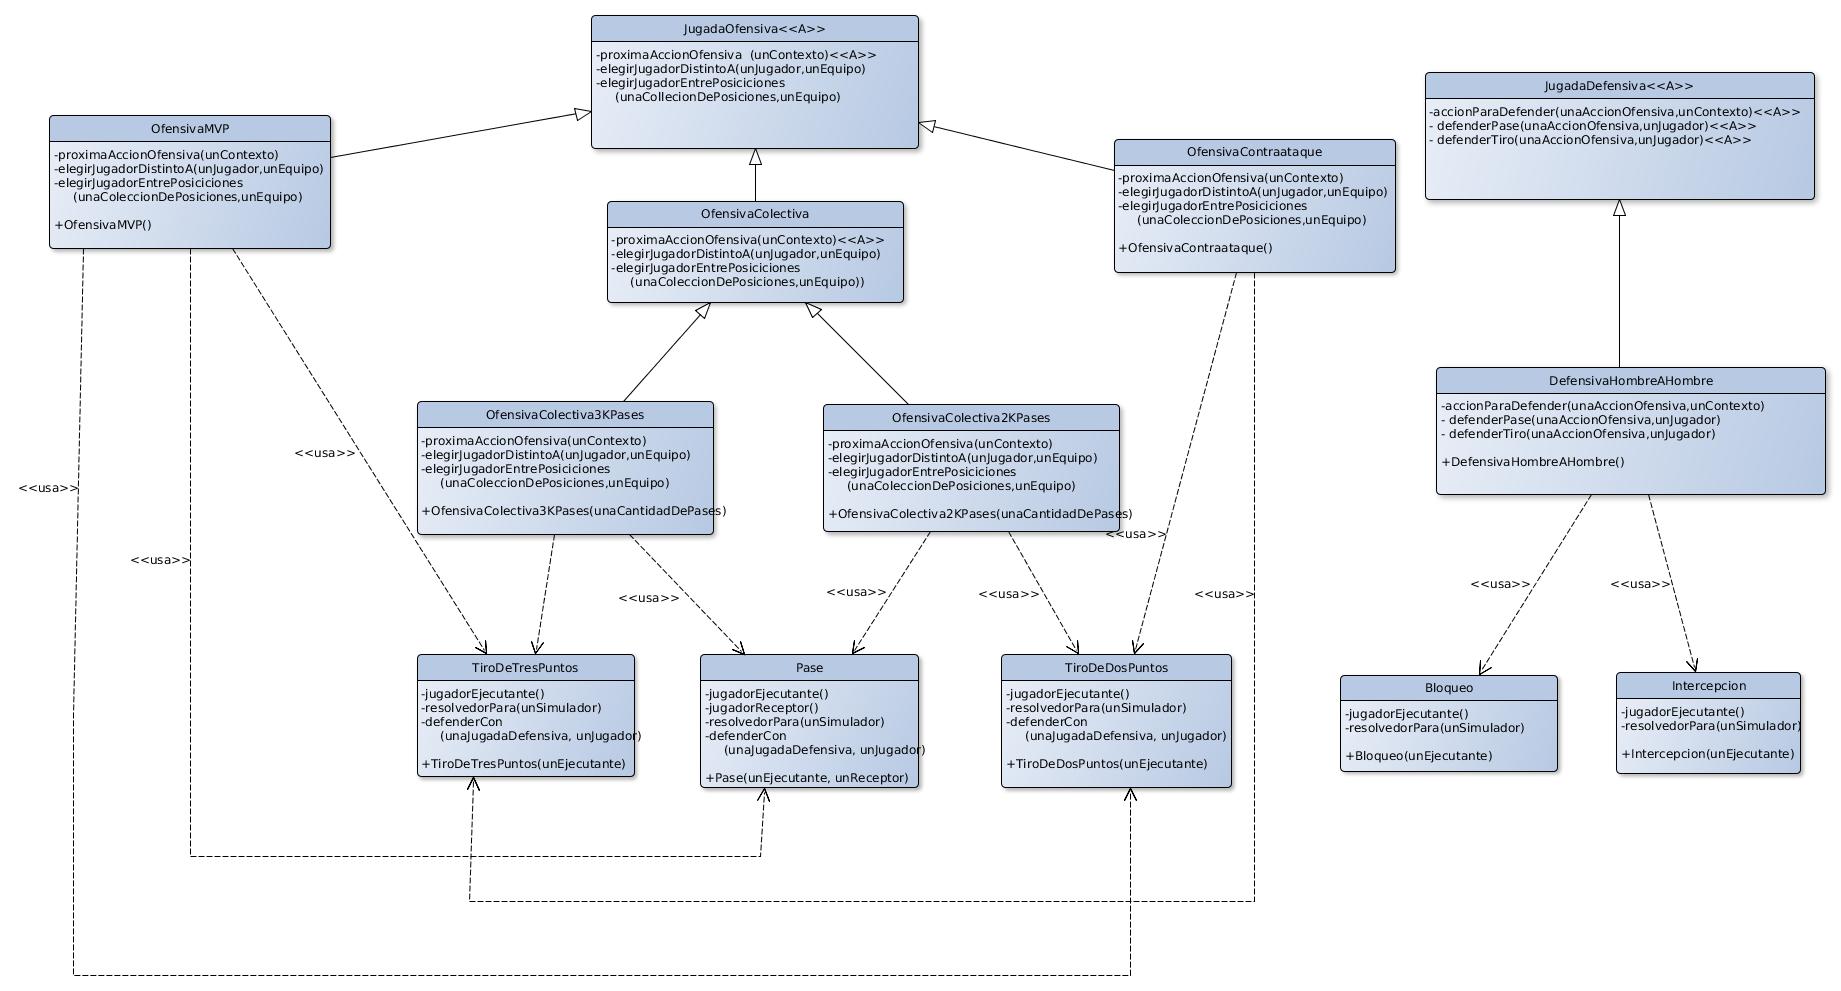 JugadaOfensiva<<A>>
-proximaAccionOfensiva  (unContexto)<<A>>
-elegirJugadorDistintoA(unJugador,unEquipo)
-elegirJugadorEntrePosiciciones
(unaCollecionDePosiciones,unEquipo)
JugadaDefensiva<<A>>
-accionParaDefender(unaAccionOfensiva,unContexto)<<A>>
- defenderPase(unaAccionOfensiva,unJugador)<<A>>
- defenderTiro(unaAccionOfensiva,unJugador)<<A>>
OfensivaMVP
-proximaAccionOfensiva(unContexto)
-elegirJugadorDistintoA(unJugador,unEquipo)
-elegirJugadorEntrePosiciciones
(unaColeccionDePosiciones,unEquipo)
+OfensivaMVP()
OfensivaContraataque
-proximaAccionOfensiva(unContexto)
-elegirJugadorDistintoA(unJugador,unEquipo)
-elegirJugadorEntrePosiciciones
(unaColeccionDePosiciones,unEquipo)
+OfensivaContraataque()
OfensivaColectiva
-proximaAccionOfensiva(unContexto)<<A>>
-elegirJugadorDistintoA(unJugador,unEquipo)
-elegirJugadorEntrePosiciciones
(unaColeccionDePosiciones,unEquipo))
DefensivaHombreAHombre
-accionParaDefender(unaAccionOfensiva,unContexto)
- defenderPase(unaAccionOfensiva,unJugador)
- defenderTiro(unaAccionOfensiva,unJugador)
+DefensivaHombreAHombre()
OfensivaColectiva3KPases
-proximaAccionOfensiva(unContexto)
-elegirJugadorDistintoA(unJugador,unEquipo)
-elegirJugadorEntrePosiciciones
(unaColeccionDePosiciones,unEquipo)
+OfensivaColectiva3KPases(unaCantidadDePases)
OfensivaColectiva2KPases
-proximaAccionOfensiva(unContexto)
-elegirJugadorDistintoA(unJugador,unEquipo)
-elegirJugadorEntrePosiciciones
(unaColeccionDePosiciones,unEquipo)
+OfensivaColectiva2KPases(unaCantidadDePases)
<<usa>>
<<usa>>
<<usa>>
<<usa>>
<<usa>>
<<usa>>
<<usa>>
<<usa>>
<<usa>>
<<usa>>
TiroDeTresPuntos
-jugadorEjecutante()
-resolvedorPara(unSimulador)
-defenderCon
(unaJugadaDefensiva, unJugador)
+TiroDeTresPuntos(unEjecutante)
Pase
-jugadorEjecutante()
-jugadorReceptor()
-resolvedorPara(unSimulador)
-defenderCon
(unaJugadaDefensiva, unJugador)
+Pase(unEjecutante, unReceptor)
TiroDeDosPuntos
-jugadorEjecutante()
-resolvedorPara(unSimulador)
-defenderCon
(unaJugadaDefensiva, unJugador)
+TiroDeDosPuntos(unEjecutante)
Bloqueo
-jugadorEjecutante()
-resolvedorPara(unSimulador)
+Bloqueo(unEjecutante)
Intercepcion
-jugadorEjecutante()
-resolvedorPara(unSimulador)
+Intercepcion(unEjecutante)